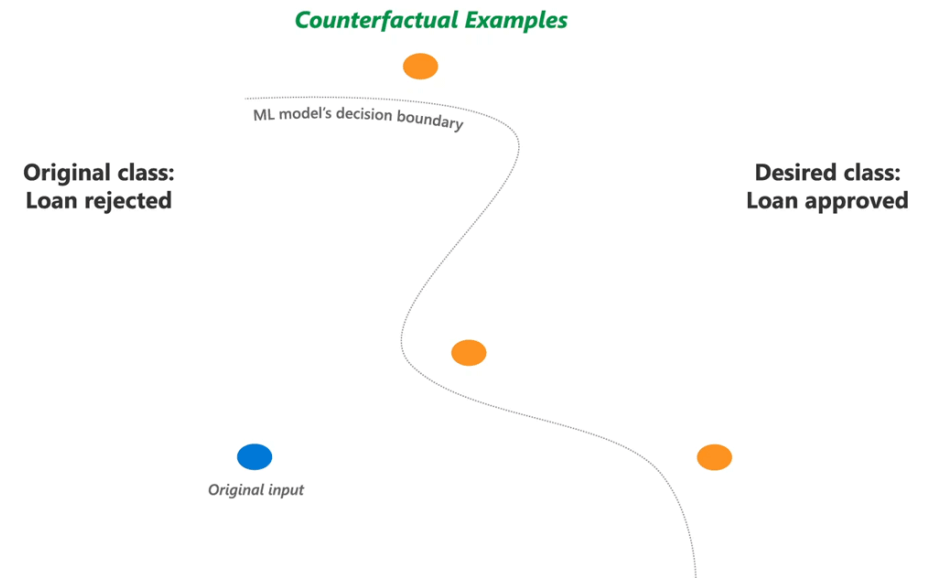 Counterfactual Examples
ML model's decision boundary
Original class:
Loan rejected
Desired class:
Loan approved
Original input